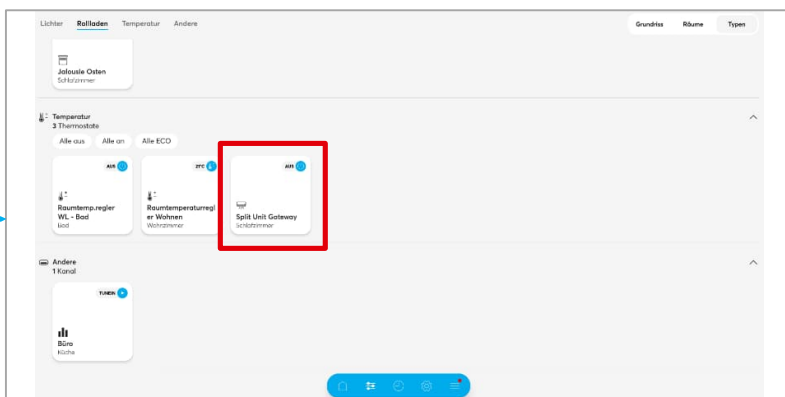 Lichter Rollladen Temperatur Andere
Grundriss Räume Typen
Jalousie Osten
Schlafzimmer
Temperatur
3 Thermostate
Alle aus Alle an Alle ECO
AUS
21°C
AUS
Raumtemp.regler
WL - Bad
Bad
Raumtemperaturregl
er Wohnen
Wohnzimmer
Split Unit Gateway
Schlafzimmer
Andere
1 Kanal
TUNEIN
Büro
Küche